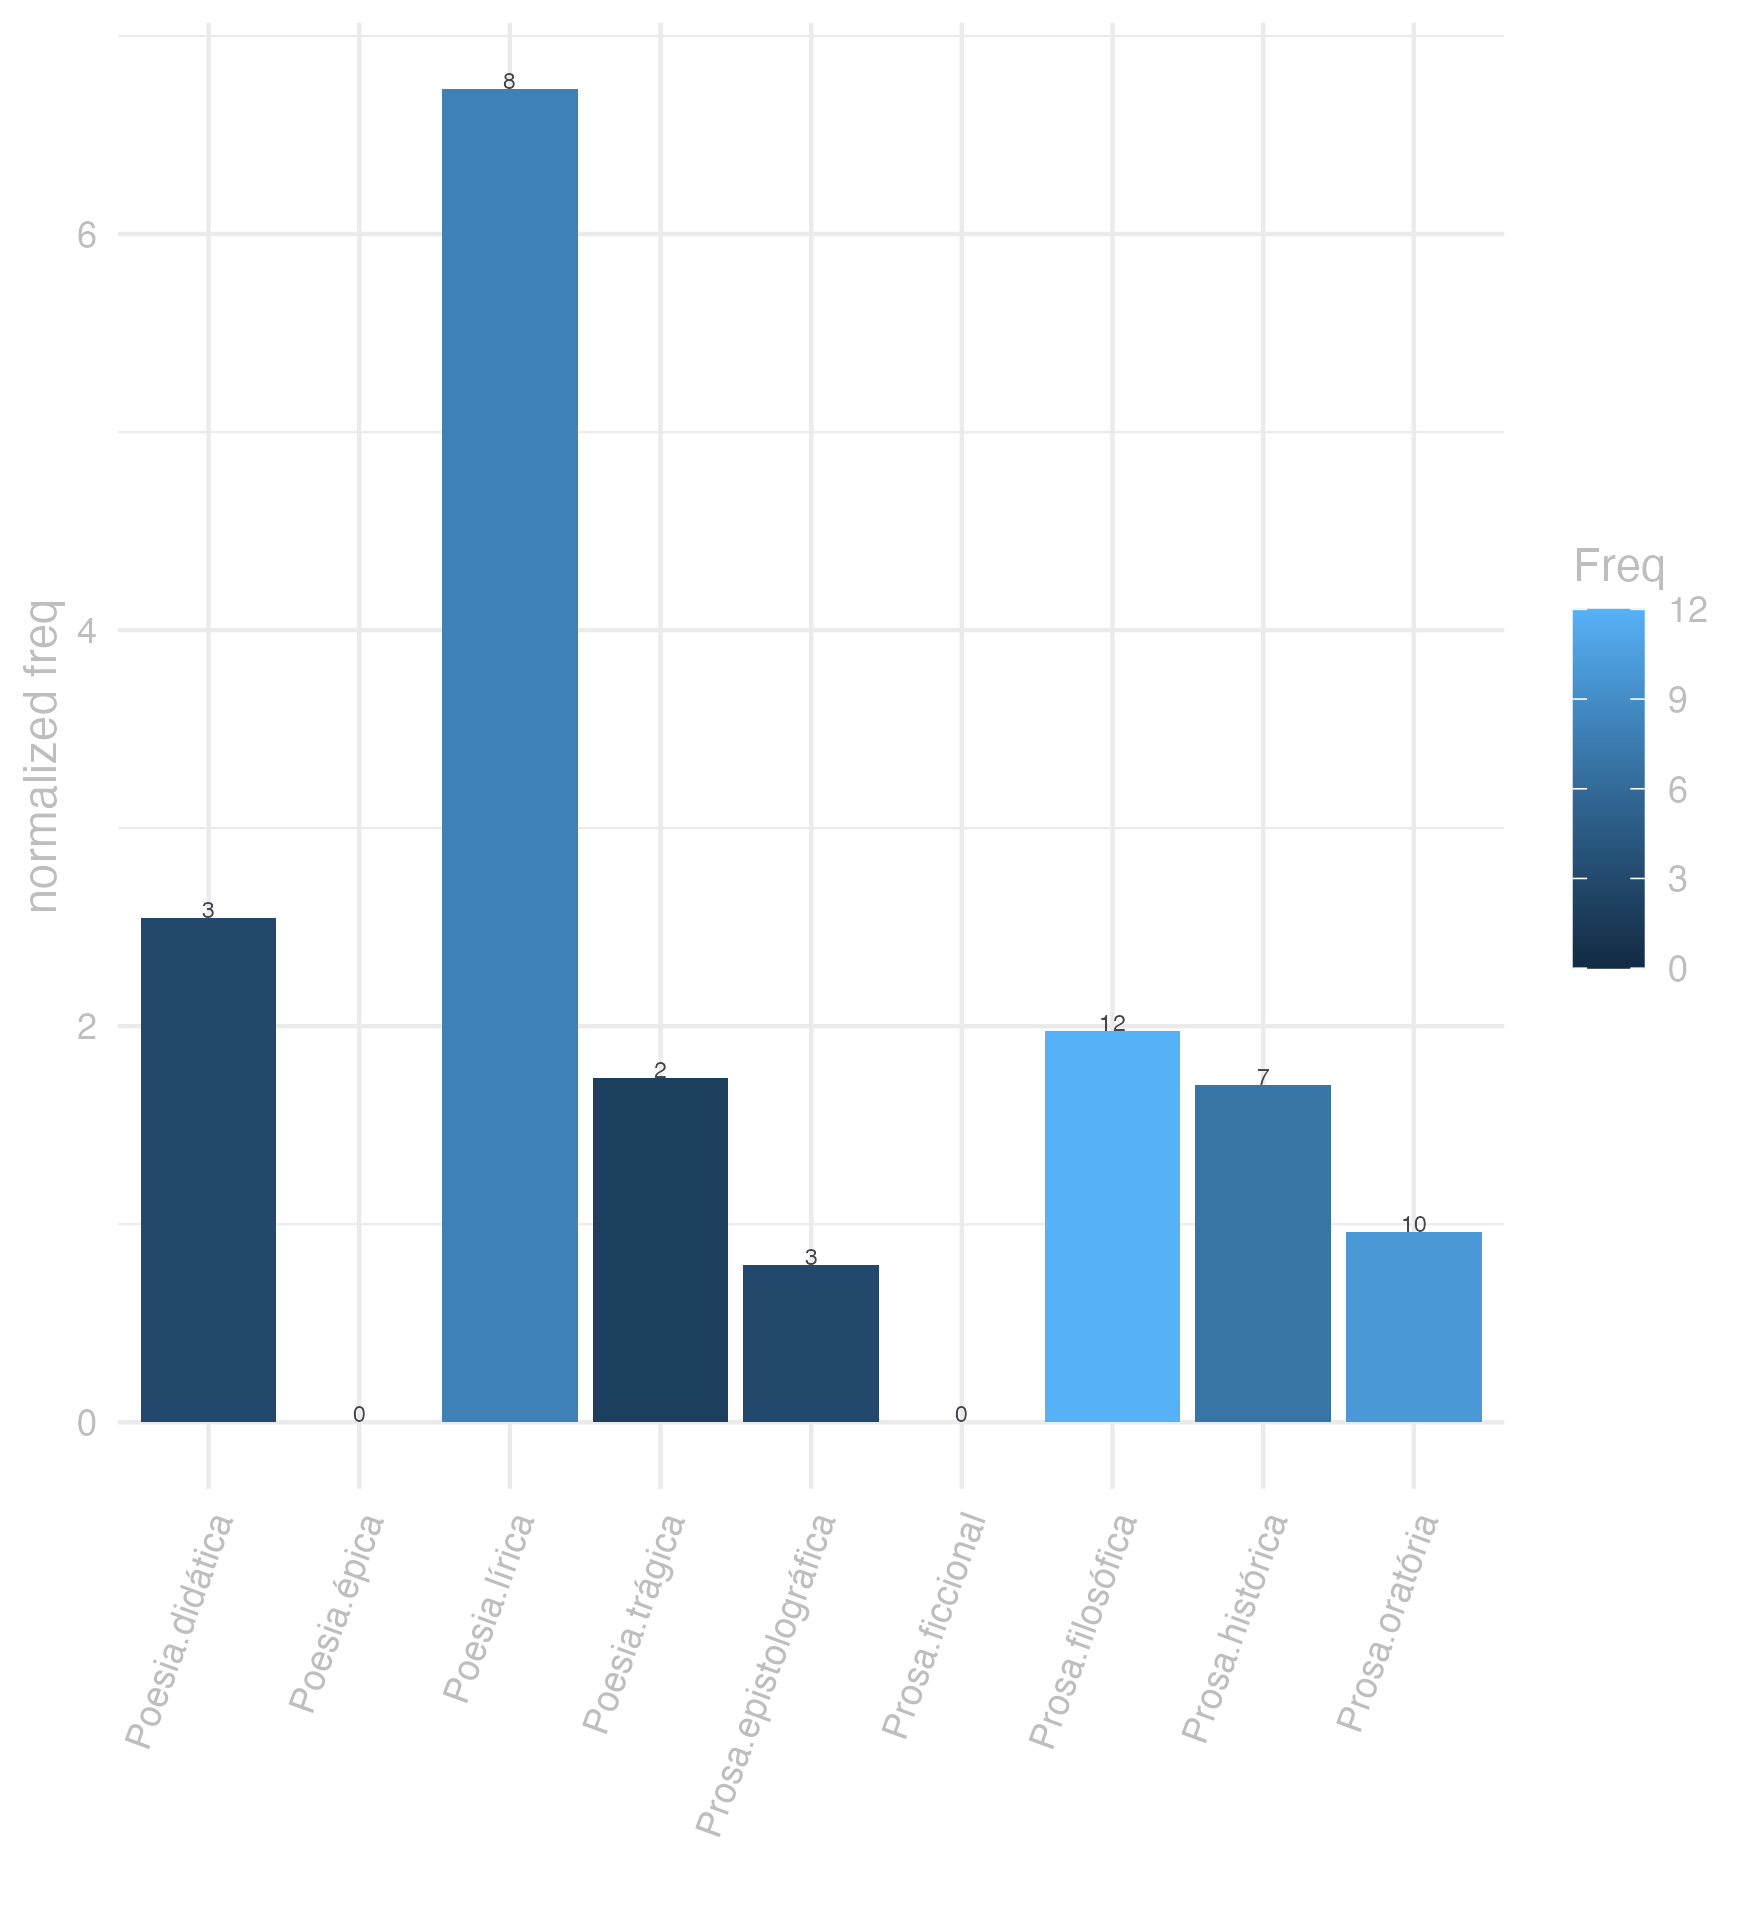 normalized freq
6
4
2
0
3
0
8
2
3
0
12
7
10
Poesia.didática
Poesia.épica
Poesia.lírica
Poesia.trágica
Prosa.epistolográfica
Prosa.ficcional
Prosa.filosófica
Prosa.histórica
Prosa.oratória
Freq
12
9
6
3
0